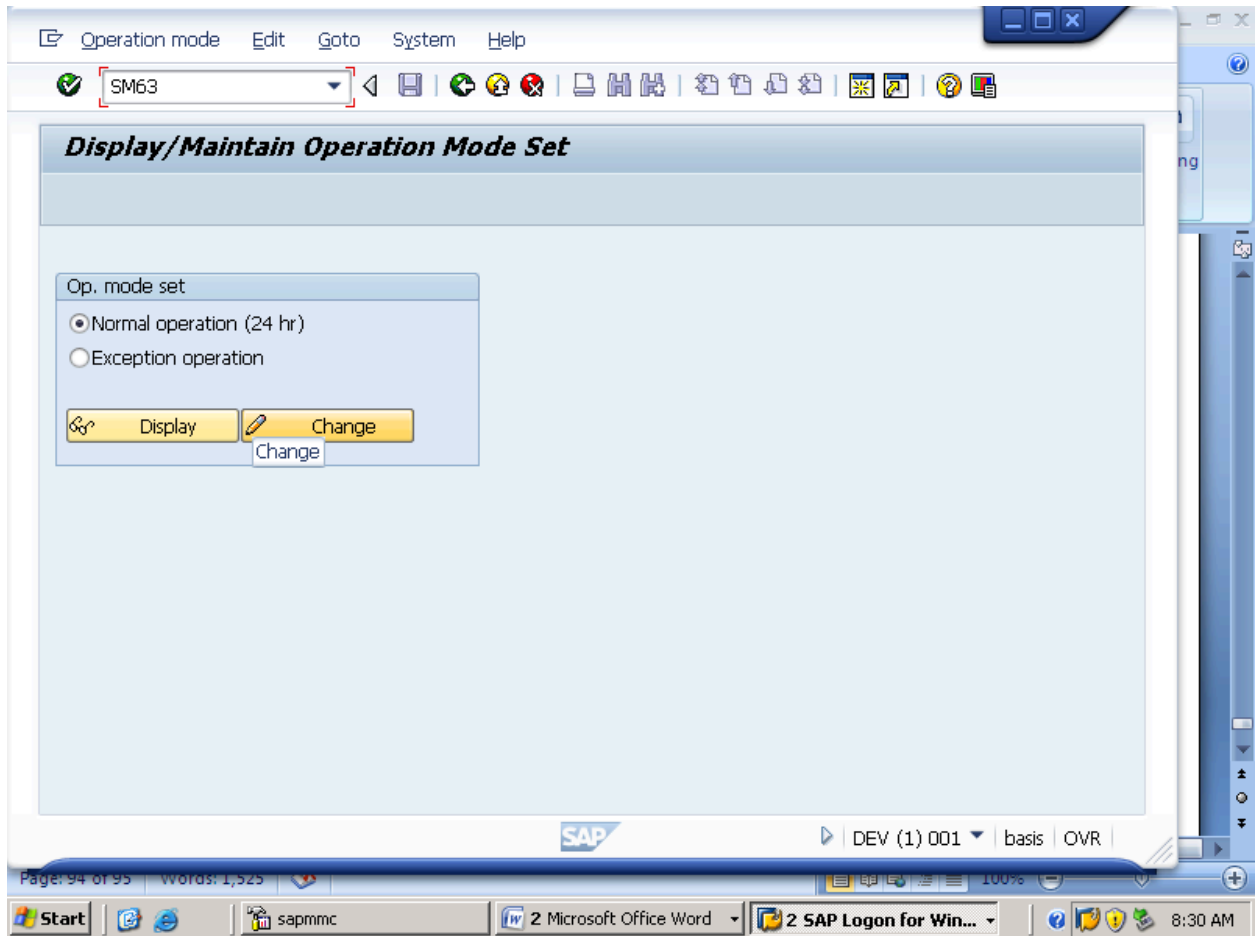 Operation mode Edit Goto System Help
SM63
Display/Maintain Operation Mode Set
ng
Op. mode set
Normal operation (24 hr)
Exception operation
Display Change
Change
SAP
DEV (1) 001 basis OVR
Page: 94 of 95 Words: 1,525 100%
Start sapmmc 2 Microsoft Office Word 2 SAP Logon for Win... 8:30 AM